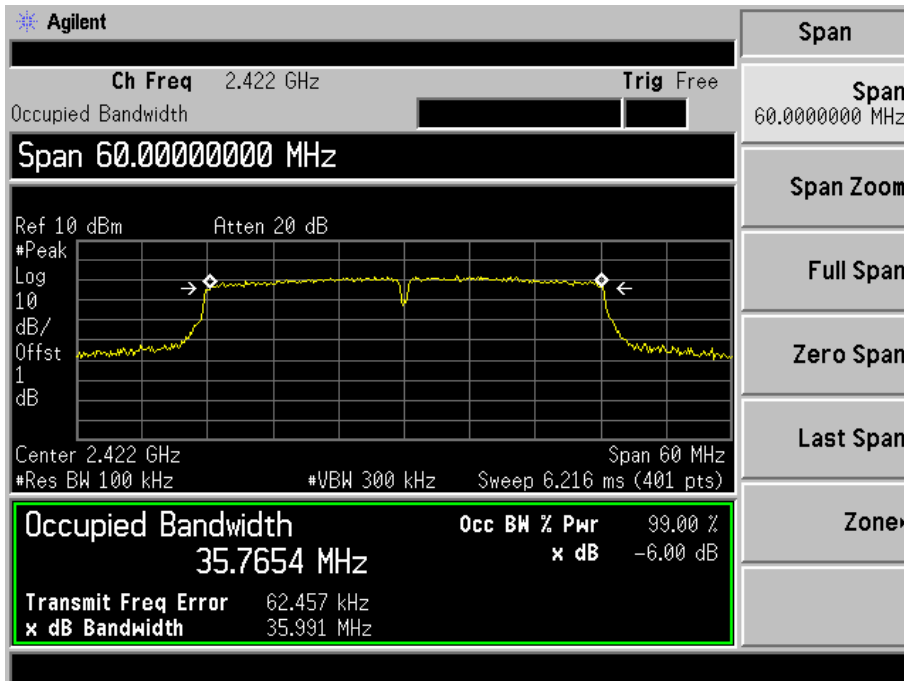 Agilent
Span
Ch Freq 2.422 GHz Trig Free
Occupied Bandwidth
Span
60.0000000 MHz
Span 60.00000000 MHz
Span Zoom
Ref 10 dBm Atten 20 dB
#Peak
Log
10
dB/
Offst
1
dB
Full Span
Zero Span
Last Span
Center 2.422 GHz Span 60 MHz
#Res BW 100 kHz #VBW 300 kHz Sweep 6.216 ms (401 pts)
Occupied Bandwidth Occ BW % Pwr 99.00 %
35.7654 MHz x dB -6.00 dB
Zone
Transmit Freq Error 62.457 kHz
x dB Bandwidth 35.991 MHz